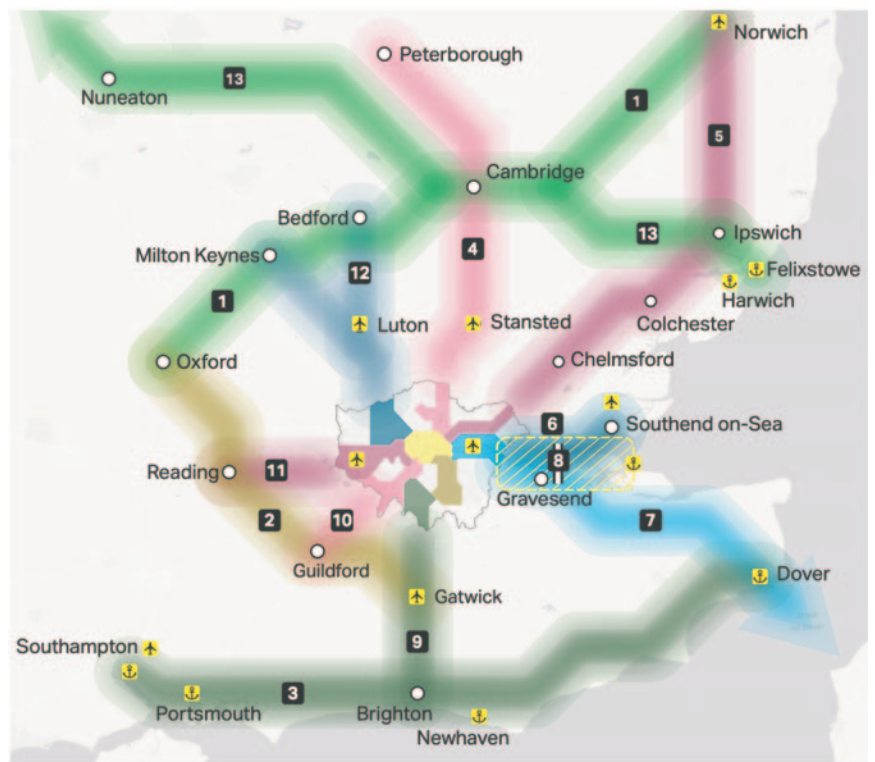 Norwich
Peterborough
13
Nuneaton
1
5
Cambridge
Bedford
13
Ipswich
4
Milton Keynes
12
Felixstowe
Harwich
1
Luton
Stansted
Colchester
Oxford
Chelmsford
6
Southend on-Sea
Reading
11
8
Gravesend
2
10
7
Guildford
Dover
Gatwick
Southampton
9
3
Portsmouth
Brighton
Newhaven